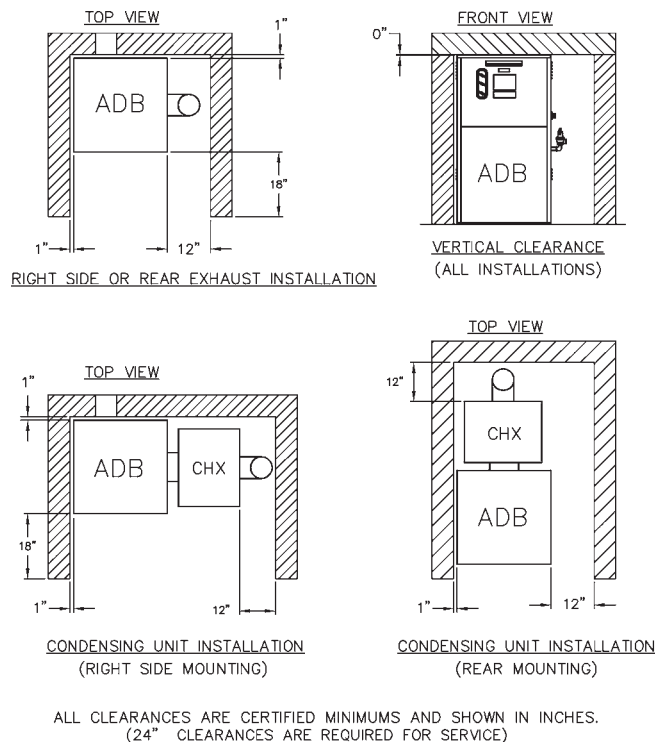 TOP VIEW
1"
ADB
18"
1"
12"
RIGHT SIDE OR REAR EXHAUST INSTALLATION
FRONT VIEW
0"
ADB
VERTICAL CLEARANCE
(ALL INSTALLATIONS)
TOP VIEW
1"
ADB
CHX
18"
1"
12"
CONDENSING UNIT INSTALLATION
(RIGHT SIDE MOUNTING)
TOP VIEW
12"
CHX
ADB
1"
12"
CONDENSING UNIT INSTALLATION
(REAR MOUNTING)
ALL CLEARANCES ARE CERTIFIED MINIMUMS AND SHOWN IN INCHES.
(24" CLEARANCES ARE REQUIRED FOR SERVICE)